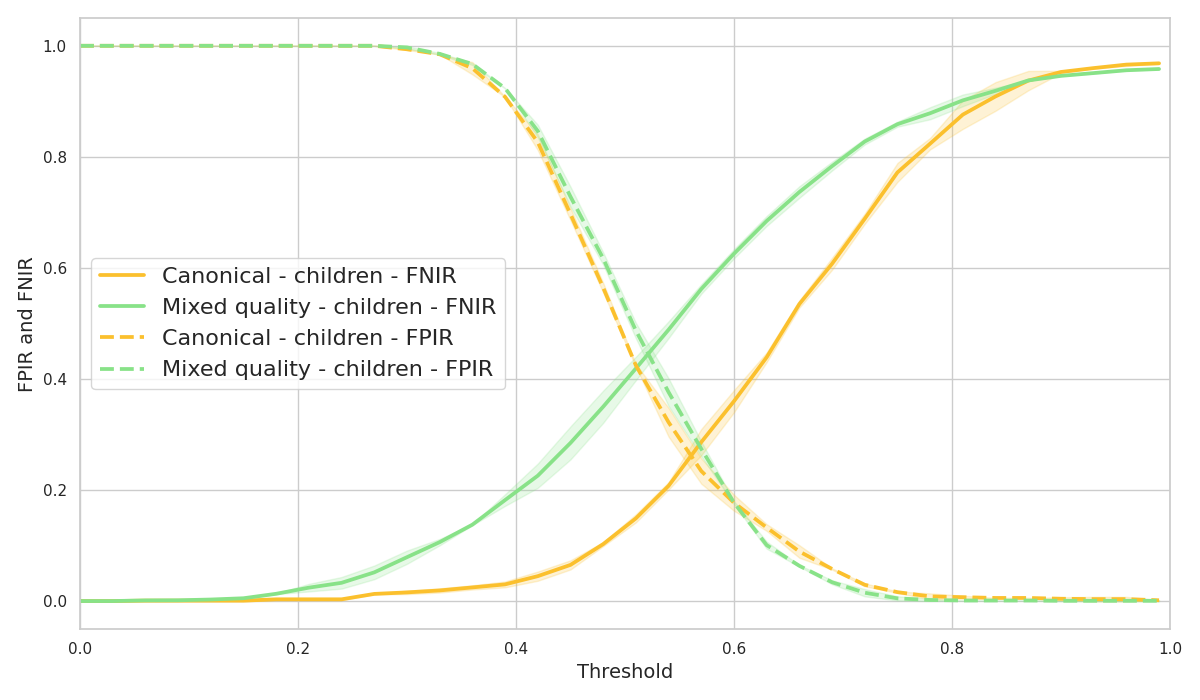 1.0
0.8
0.6
0.4
0.2
0.0
FPIR and FNIR
Canonical - children - FNIR
Mixed quality - children - FNIR
Canonical - children - FPIR
Mixed quality - children - FPIR
0.0 0.2 0.4 0.6 0.8 1.0
Threshold